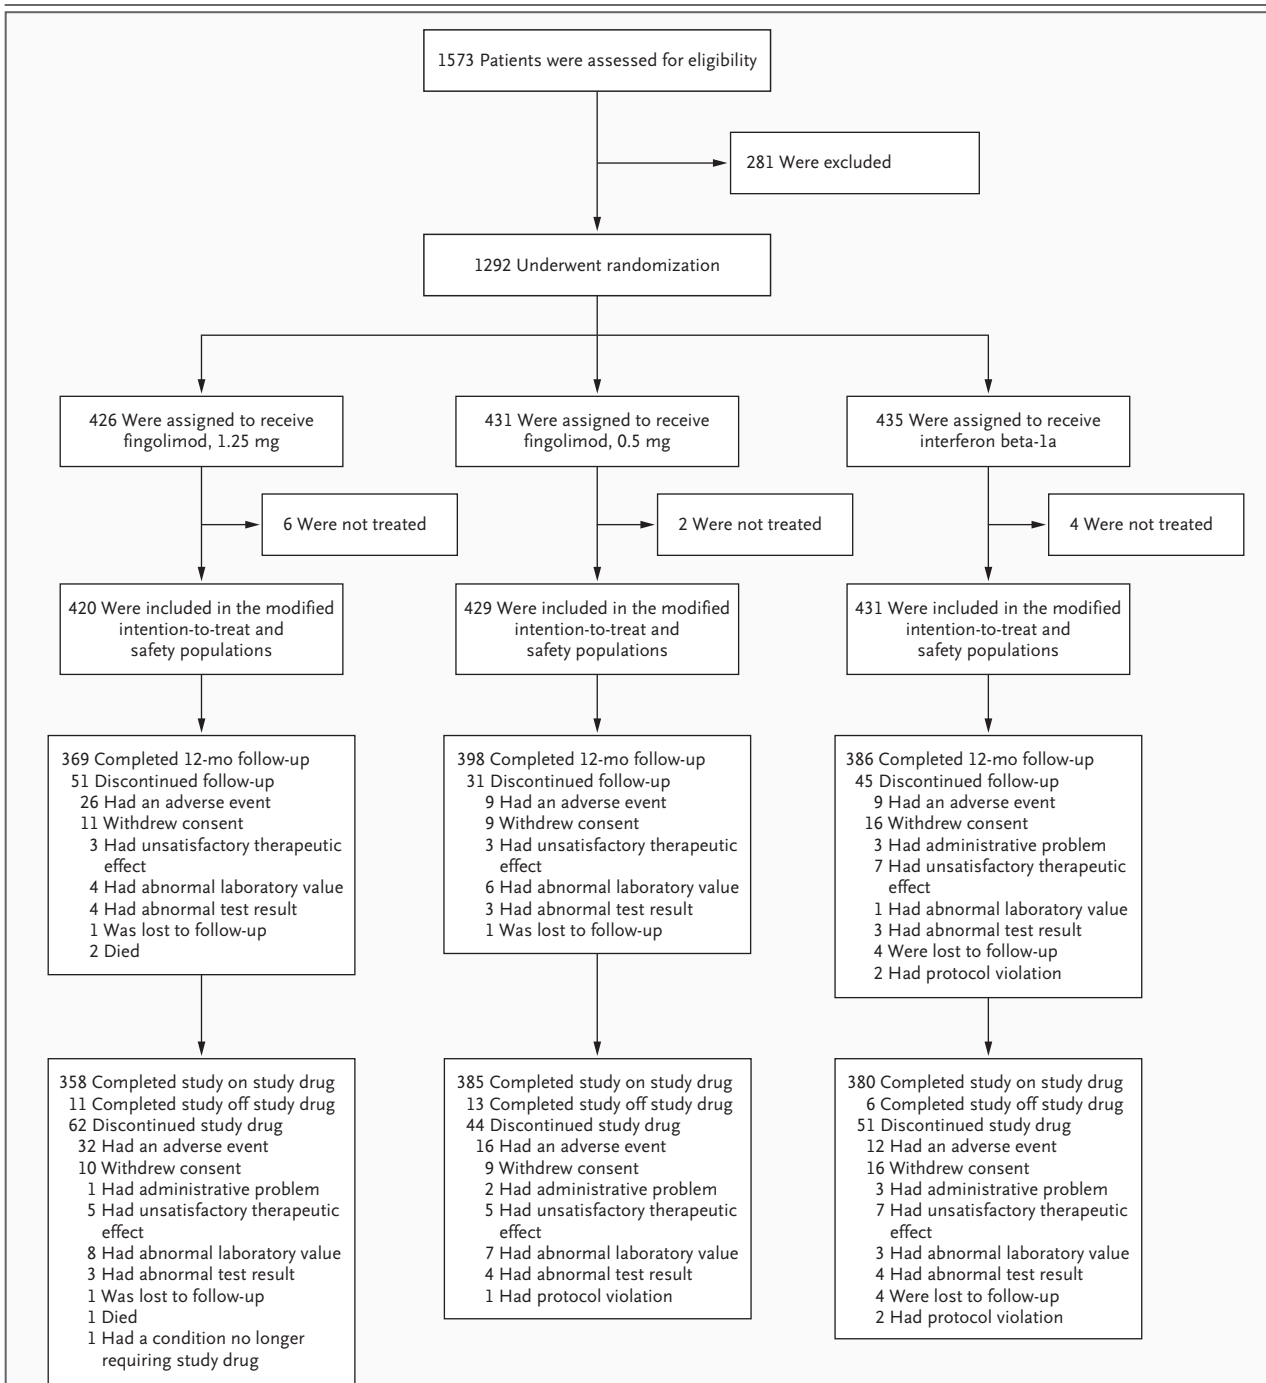 1573 Patients were assessed for eligibility
281 Were excluded
1292 Underwent randomization
426 Were assigned to receive
fingolimod, 1.25 mg
431 Were assigned to receive
fingolimod, 0.5 mg
435 Were assigned to receive
interferon beta-1a
6 Were not treated
2 Were not treated
4 Were not treated
420 Were included in the modified
intention-to-treat and
safety populations
429 Were included in the modified
intention-to-treat and
safety populations
431 Were included in the modified
intention-to-treat and
safety populations
369 Completed 12-mo follow-up
51 Discontinued follow-up
26 Had an adverse event
11 Withdrew consent
3 Had unsatisfactory therapeutic
effect
4 Had abnormal laboratory value
4 Had abnormal test result
1 Was lost to follow-up
2 Died
398 Completed 12-mo follow-up
31 Discontinued follow-up
9 Had an adverse event
9 Withdrew consent
3 Had unsatisfactory therapeutic
effect
6 Had abnormal laboratory value
3 Had abnormal test result
1 Was lost to follow-up
386 Completed 12-mo follow-up
45 Discontinued follow-up
9 Had an adverse event
16 Withdrew consent
3 Had administrative problem
7 Had unsatisfactory therapeutic
effect
1 Had abnormal laboratory value
3 Had abnormal test result
4 Were lost to follow-up
2 Had protocol violation
358 Completed study on study drug
11 Completed study off study drug
62 Discontinued study drug
32 Had an adverse event
10 Withdrew consent
1 Had administrative problem
5 Had unsatisfactory therapeutic
effect
8 Had abnormal laboratory value
3 Had abnormal test result
1 Was lost to follow-up
1 Died
1 Had a condition no longer
requiring study drug
385 Completed study on study drug
13 Completed study off study drug
44 Discontinued study drug
16 Had an adverse event
9 Withdrew consent
2 Had administrative problem
5 Had unsatisfactory therapeutic
effect
7 Had abnormal laboratory value
4 Had abnormal test result
1 Had protocol violation
380 Completed study on study drug
6 Completed study off study drug
51 Discontinued study drug
12 Had an adverse event
16 Withdrew consent
3 Had administrative problem
7 Had unsatisfactory therapeutic
effect
3 Had abnormal laboratory value
4 Had abnormal test result
4 Were lost to follow-up
2 Had protocol violation